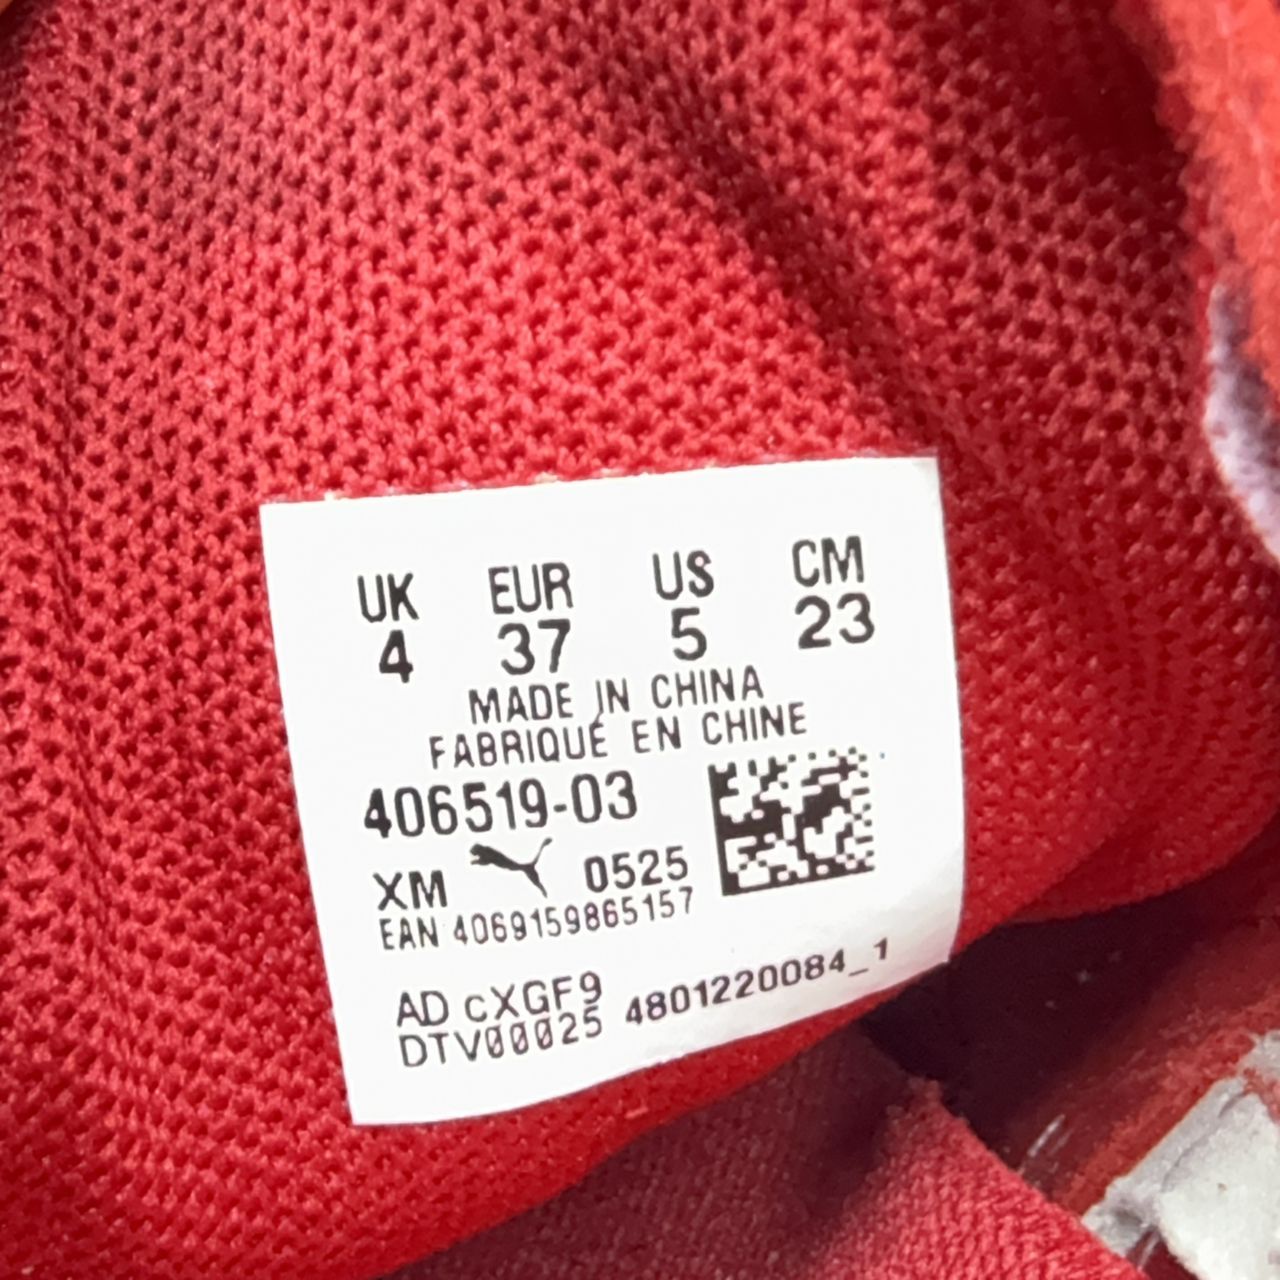 UK EUR US CM
4 37 5 23
MADE IN CHINA
FABRIQUÉ EN CHINE
406519-03
XM 0525
EAN 4069159865157
AD cXGF9
DTV00025 4801220084_1